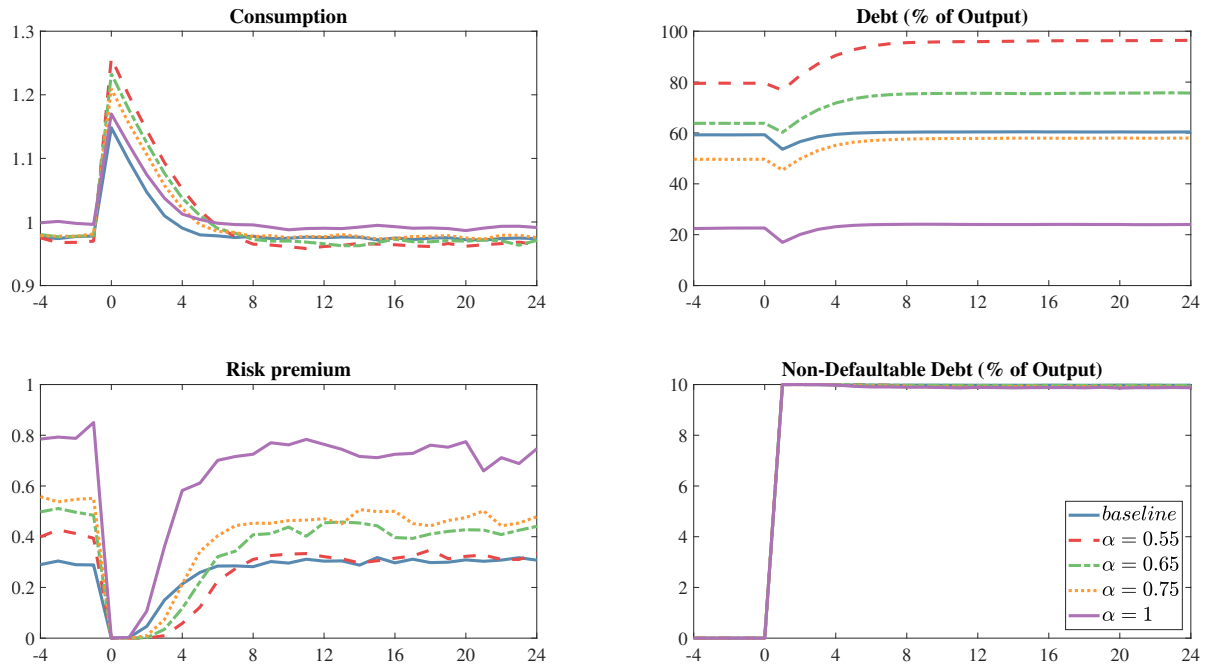 Consumption
1.3
1.2
1.1
1
0.9
-4 0 4 8 12 16 20 24
Debt (% of Output)
100
80
60
40
20
0
-4 0 4 8 12 16 20 24
Risk premium
1
0.8
0.6
0.4
0.2
0
-4 0 4 8 12 16 20 24
Non-Defaultable Debt (% of Output)
10
8
6
4
2
0
-4 0 4 8 12 16 20 24
baseline
α = 0.55
α = 0.65
α = 0.75
α = 1